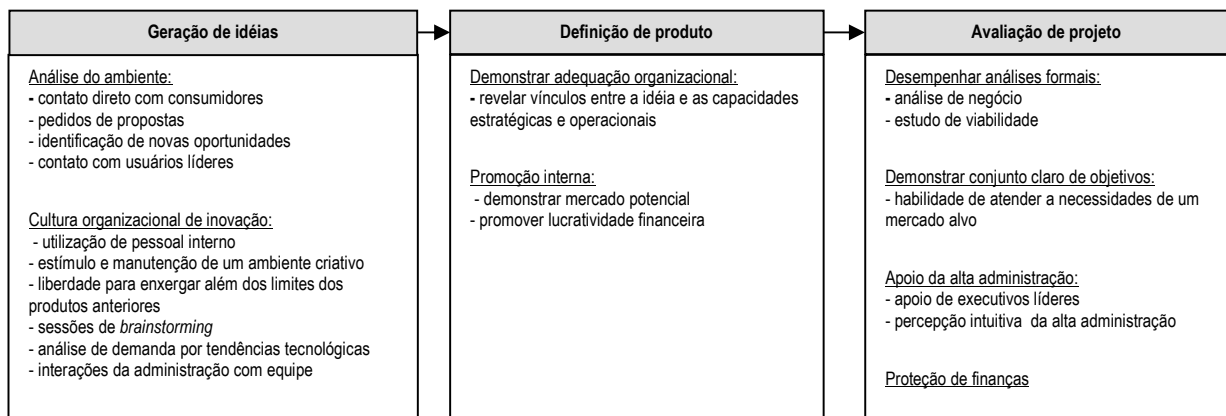 Geração de idéias
Análise do ambiente:
- contato direto com consumidores
- pedidos de propostas
- identificação de novas oportunidades
- contato com usuários líderes
Cultura organizacional de inovação:
- utilização de pessoal interno
- estímulo e manutenção de um ambiente criativo
- liberdade para enxergar além dos limites dos
produtos anteriores
- sessões de brainstorming
- análise de demanda por tendências tecnológicas
- interações da administração com equipe
Definição de produto
Demonstrar adequação organizacional:
- revelar vínculos entre a idéia e as capacidades
estratégicas e operacionais
Promoção interna:
- demonstrar mercado potencial
- promover lucratividade financeira
Avaliação de projeto
Desempenhar análises formais:
- análise de negócio
- estudo de viabilidade
Demonstrar conjunto claro de objetivos:
- habilidade de atender a necessidades de um
mercado alvo
Apoio da alta administração:
- apoio de executivos líderes
- percepção intuitiva da alta administração
Proteção de finanças